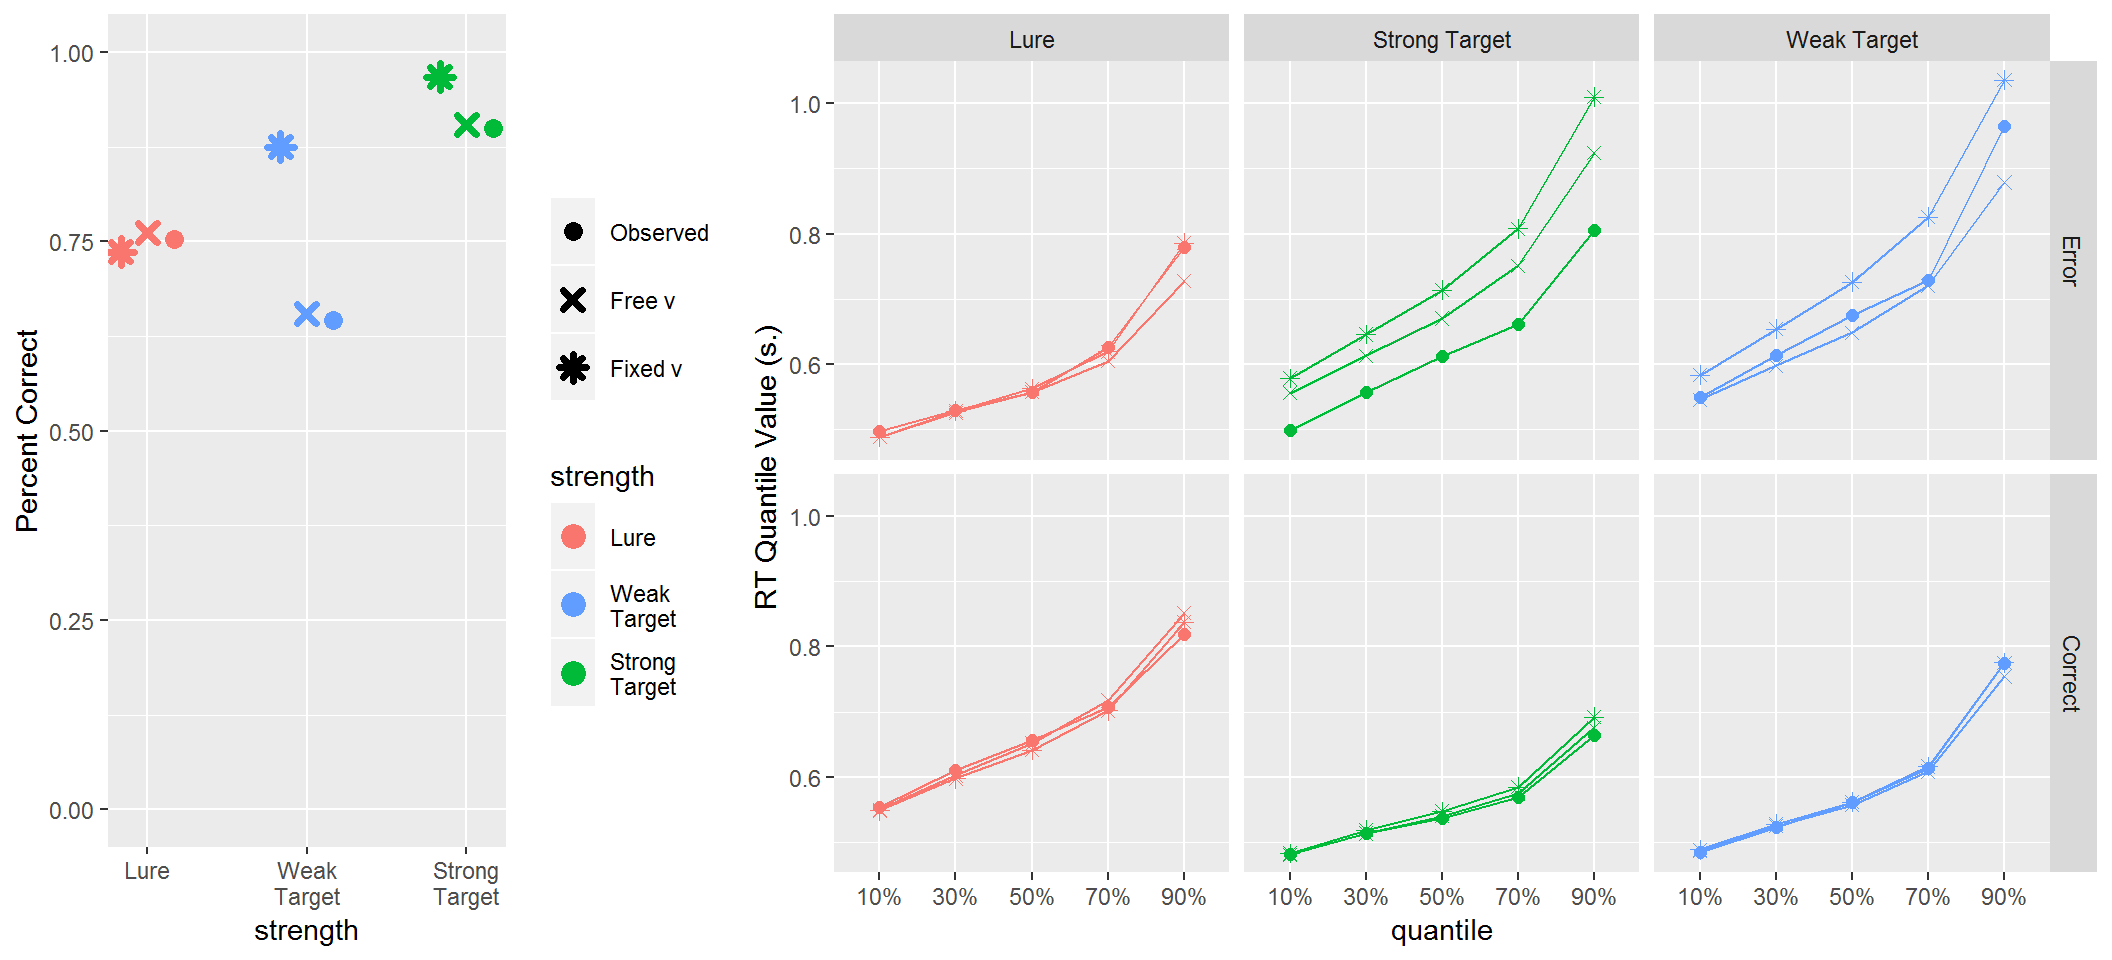 Percent Correct
1.00
0.75
0.50
0.25
0.00
Lure
Weak
Target
Strong
Target
strength
Observed
Free v
Fixed v
strength
Lure
Weak
Target
Strong
Target
RT Quantile Value (s.)
Lure
Strong Target
Weak Target
1.0
0.8
0.6
Error
1.0
0.8
0.6
Correct
10% 30% 50% 70% 90%
10% 30% 50% 70% 90%
10% 30% 50% 70% 90%
quantile